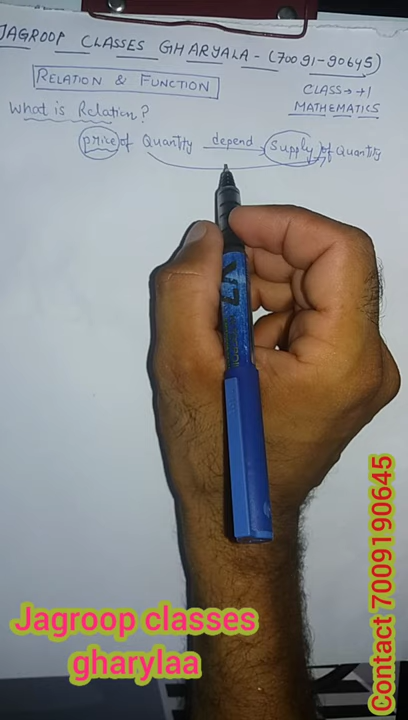 JAGROOP CLASSES GHARYALA - (70091-90645)
RELATION & FUNCTION
CLASS → +1
MATHEMATICS
What is Relation?
price of Quantity depend Supply of Quantity
V7
Jagroop classes
gharylaa
Contact 7009190645